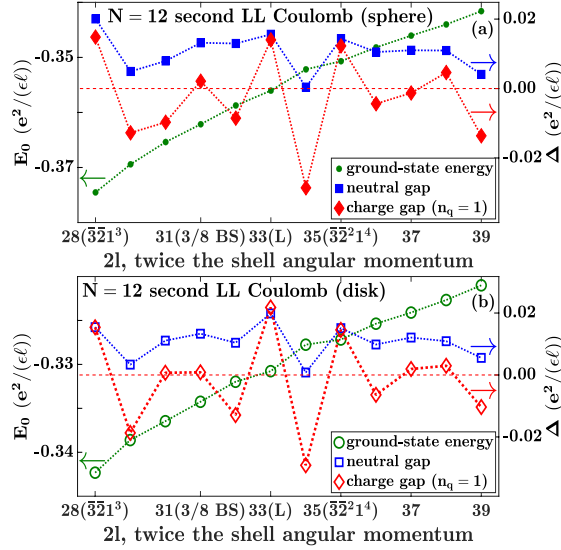 N = 12 second LL Coulomb (sphere)
(a)
E₀ (e²/(εℓ))
-0.35
-0.37
0.02
0.00
-0.02
Δ (e²/(εℓ))
ground-state energy
neutral gap
charge gap (n_q = 1)
28(3̅2̅1³) 31(3/8 BS) 33(L) 35(3̅2̅²1⁴) 37 39
2l, twice the shell angular momentum
N = 12 second LL Coulomb (disk)
(b)
E₀ (e²/(εℓ))
-0.33
-0.34
0.02
0.00
-0.02
Δ (e²/(εℓ))
ground-state energy
neutral gap
charge gap (n_q = 1)
28(3̅2̅1³) 31(3/8 BS) 33(L) 35(3̅2̅²1⁴) 37 39
2l, twice the shell angular momentum